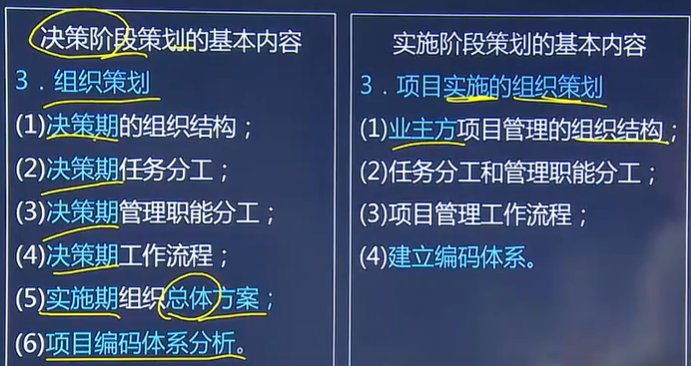 决策阶段策划的基本内容
3．组织策划
(1)决策期的组织结构；
(2)决策期任务分工；
(3)决策期管理职能分工；
(4)决策期工作流程；
(5)实施期组织总体方案；
(6)项目编码体系分析。
实施阶段策划的基本内容
3．项目实施的组织策划
(1)业主方项目管理的组织结构；
(2)任务分工和管理职能分工；
(3)项目管理工作流程；
(4)建立编码体系。